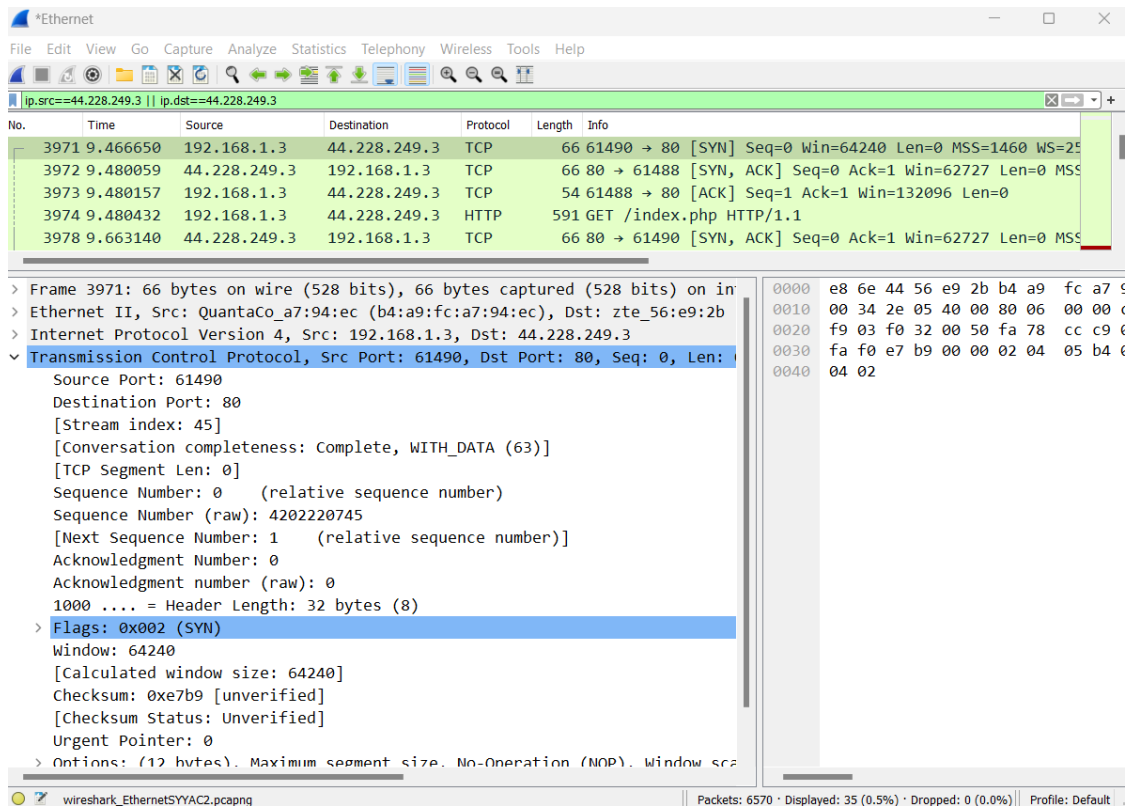 *Ethernet
File Edit View Go Capture Analyze Statistics Telephony Wireless Tools Help
ip.src==44.228.249.3 || ip.dst==44.228.249.3
No. Time Source Destination Protocol Length Info
3971 9.466650 192.168.1.3 44.228.249.3 TCP 66 61490 → 80 [SYN] Seq=0 Win=64240 Len=0 MSS=1460 WS=25
3972 9.480059 44.228.249.3 192.168.1.3 TCP 66 80 → 61488 [SYN, ACK] Seq=0 Ack=1 Win=62727 Len=0 MSS
3973 9.480157 192.168.1.3 44.228.249.3 TCP 54 61488 → 80 [ACK] Seq=1 Ack=1 Win=132096 Len=0
3974 9.480432 192.168.1.3 44.228.249.3 HTTP 591 GET /index.php HTTP/1.1
3978 9.663140 44.228.249.3 192.168.1.3 TCP 66 80 → 61490 [SYN, ACK] Seq=0 Ack=1 Win=62727 Len=0 MSS
Frame 3971: 66 bytes on wire (528 bits), 66 bytes captured (528 bits) on in
Ethernet II, Src: QuantaCo_a7:94:ec (b4:a9:fc:a7:94:ec), Dst: zte_56:e9:2b
Internet Protocol Version 4, Src: 192.168.1.3, Dst: 44.228.249.3
Transmission Control Protocol, Src Port: 61490, Dst Port: 80, Seq: 0, Len:
Source Port: 61490
Destination Port: 80
[Stream index: 45]
[Conversation completeness: Complete, WITH_DATA (63)]
[TCP Segment Len: 0]
Sequence Number: 0 (relative sequence number)
Sequence Number (raw): 4202220745
[Next Sequence Number: 1 (relative sequence number)]
Acknowledgment Number: 0
Acknowledgment number (raw): 0
1000 .... = Header Length: 32 bytes (8)
Flags: 0x002 (SYN)
Window: 64240
[Calculated window size: 64240]
Checksum: 0xe7b9 [unverified]
[Checksum Status: Unverified]
Urgent Pointer: 0
Options: (12 bytes), Maximum segment size, No-Operation (NOP), Window sca
0000 e8 6e 44 56 e9 2b b4 a9 fc a7
0010 00 34 2e 05 40 00 80 06 00 00
0020 f9 03 f0 32 00 50 fa 78 cc c9
0030 fa f0 e7 b9 00 00 02 04 05 b4
0040 04 02
wireshark_EthernetSYYAC2.pcapng
Packets: 6570 · Displayed: 35 (0.5%) · Dropped: 0 (0.0%) Profile: Default